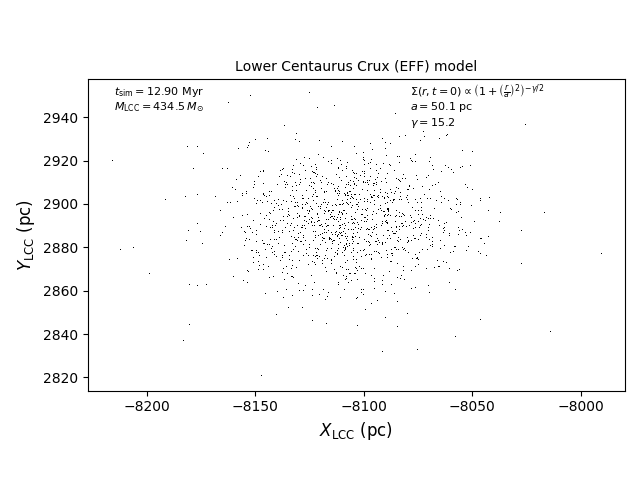 Lower Centaurus Crux (EFF) model
t_sim = 12.90 Myr
M_LCC = 434.5 M_⊙
Σ(r, t = 0) ∝ (1 + (r/a)^2)^{−γ/2}
a = 50.1 pc
γ = 15.2
2940
2920
2900
2880
2860
2840
2820
Y_LCC (pc)
−8200 −8150 −8100 −8050 −8000
X_LCC (pc)